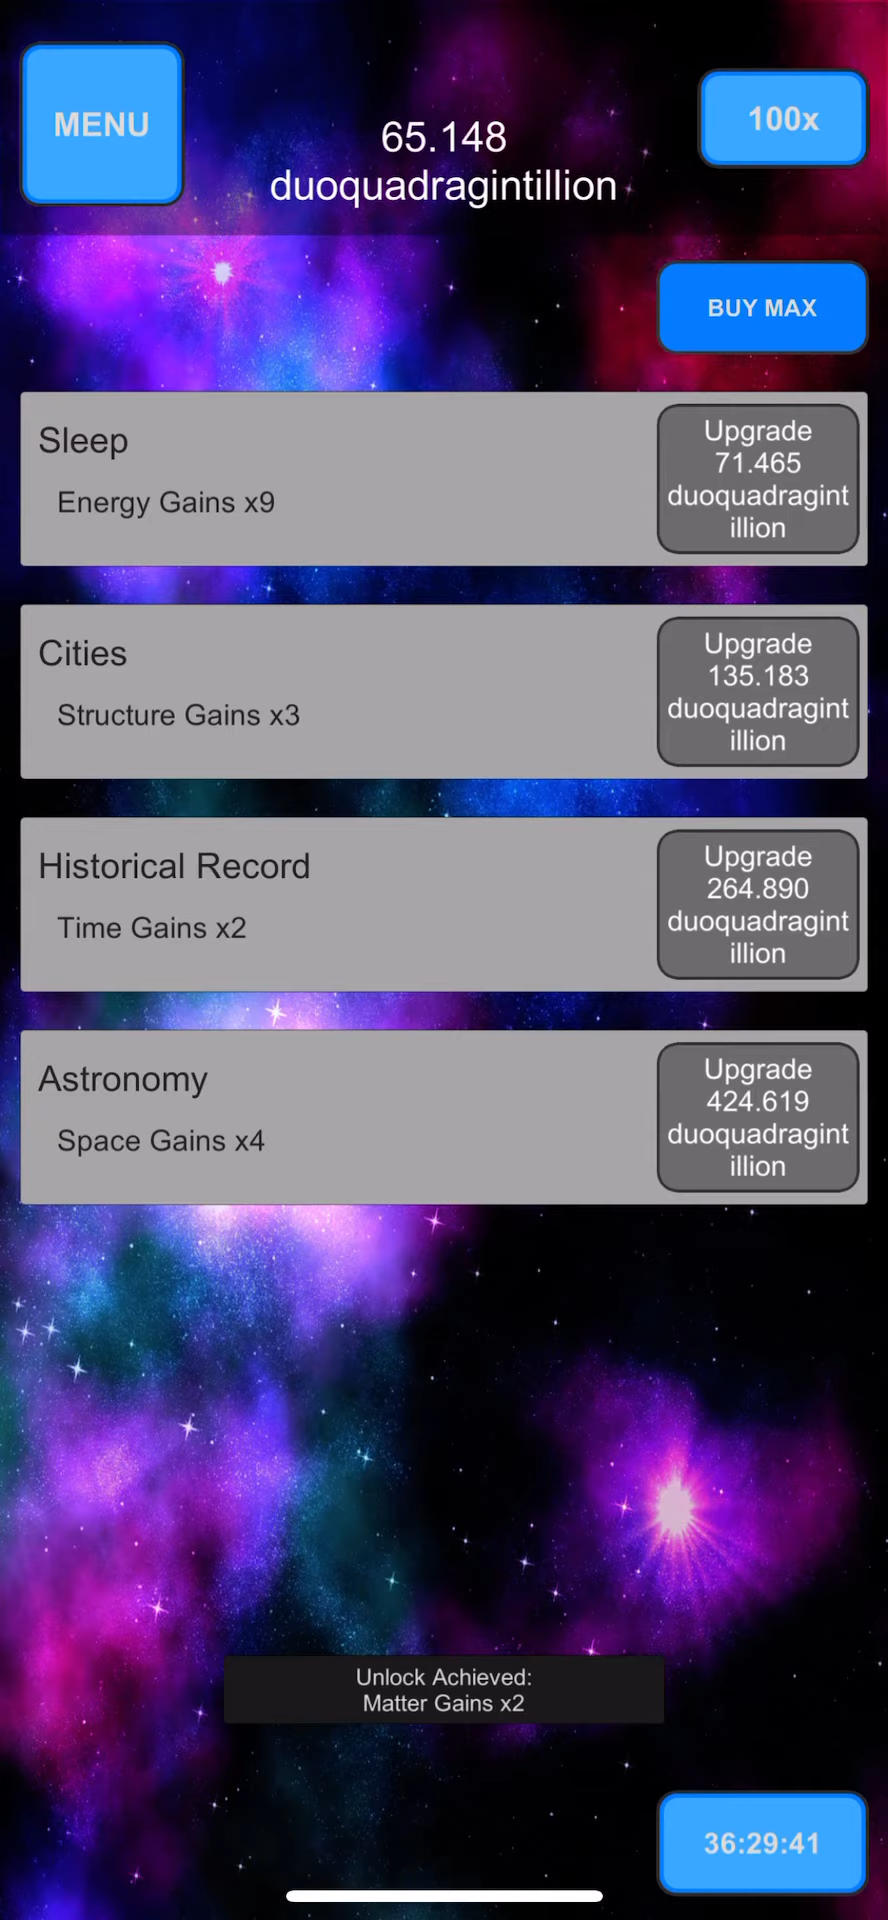 MENU
65.148
duoquadragintillion
100x
BUY MAX
Sleep
Energy Gains x9
Upgrade
71.465
duoquadragint
illion
Cities
Structure Gains x3
Upgrade
135.183
duoquadragint
illion
Historical Record
Time Gains x2
Upgrade
264.890
duoquadragint
illion
Astronomy
Space Gains x4
Upgrade
424.619
duoquadragint
illion
Unlock Achieved:
Matter Gains x2
36:29:41